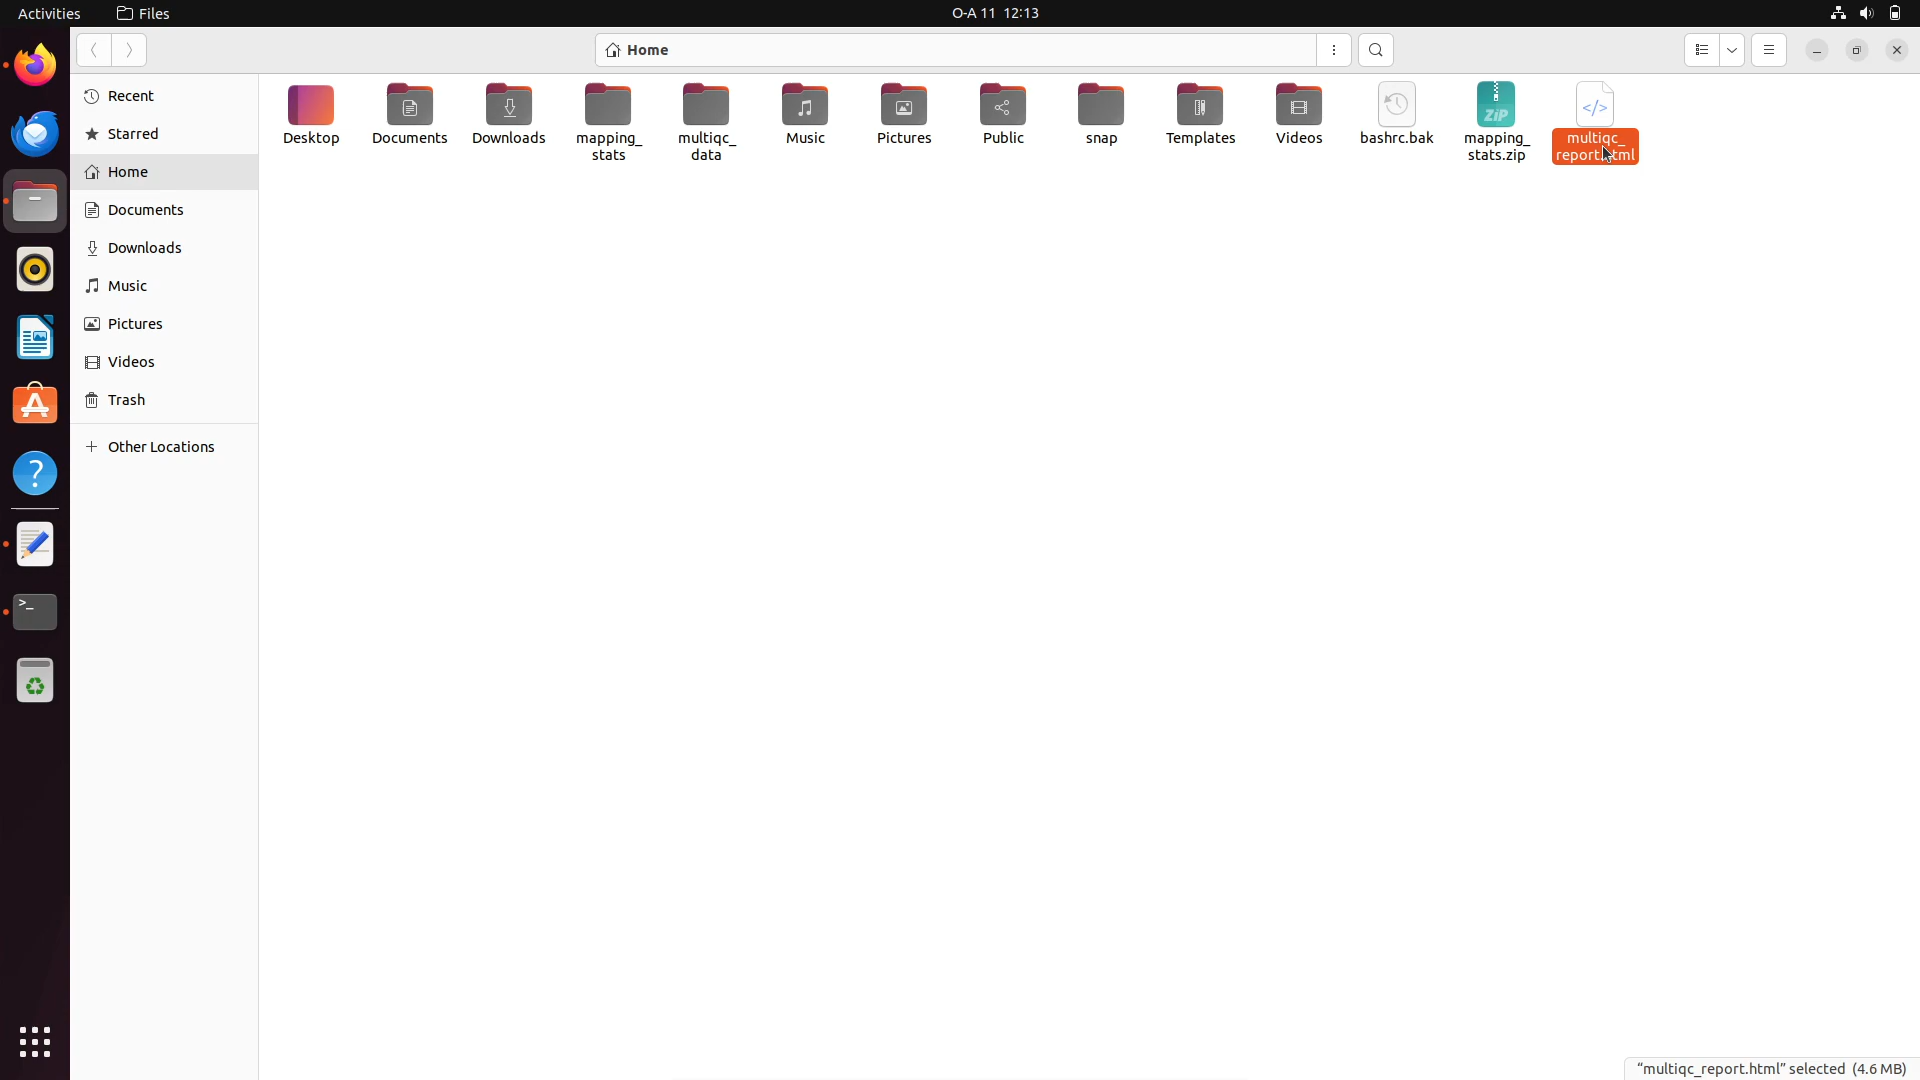 Activities
Files
O-A 11 12:13
Home
Recent
Starred
Home
Documents
Downloads
Music
Pictures
Videos
Trash
Other Locations
Desktop
Documents
Downloads
mapping_
stats
multiqc_
data
Music
Pictures
Public
snap
Templates
Videos
bashrc.bak
ZIP
mapping_
stats.zip
multiqc_
report.html
"multiqc_report.html" selected (4.6 MB)